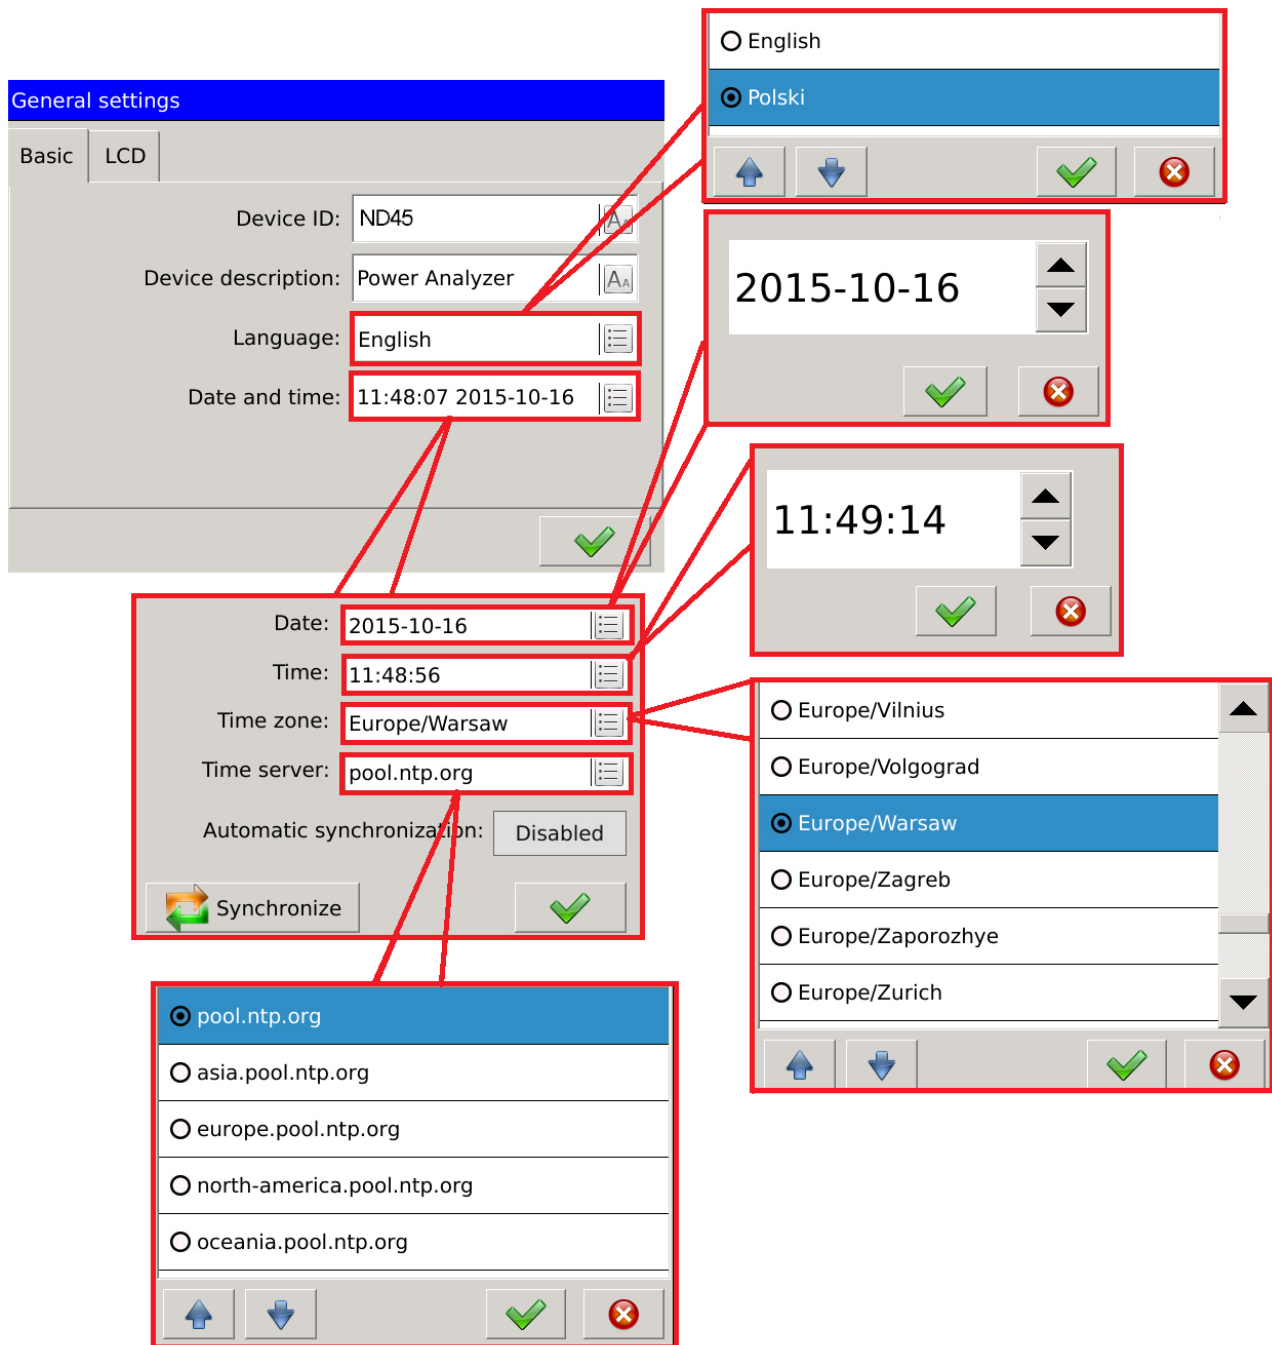 General settings
Basic LCD
Device ID: ND45
Device description: Power Analyzer
Language: English
Date and time: 11:48:07 2015-10-16
English
Polski
2015-10-16
11:49:14
Date: 2015-10-16
Time: 11:48:56
Time zone: Europe/Warsaw
Time server: pool.ntp.org
Automatic synchronization: Disabled
Synchronize
Europe/Vilnius
Europe/Volgograd
Europe/Warsaw
Europe/Zagreb
Europe/Zaporozhye
Europe/Zurich
pool.ntp.org
asia.pool.ntp.org
europe.pool.ntp.org
north-america.pool.ntp.org
oceania.pool.ntp.org